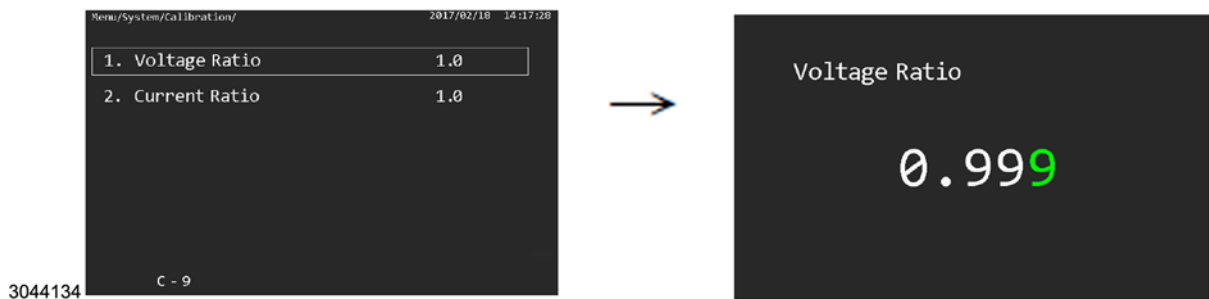 Menu/System/Calibration/ 2017/02/18 14:17:28
1. Voltage Ratio 1.0
2. Current Ratio 1.0
C - 9
3044134
Voltage Ratio
0.999